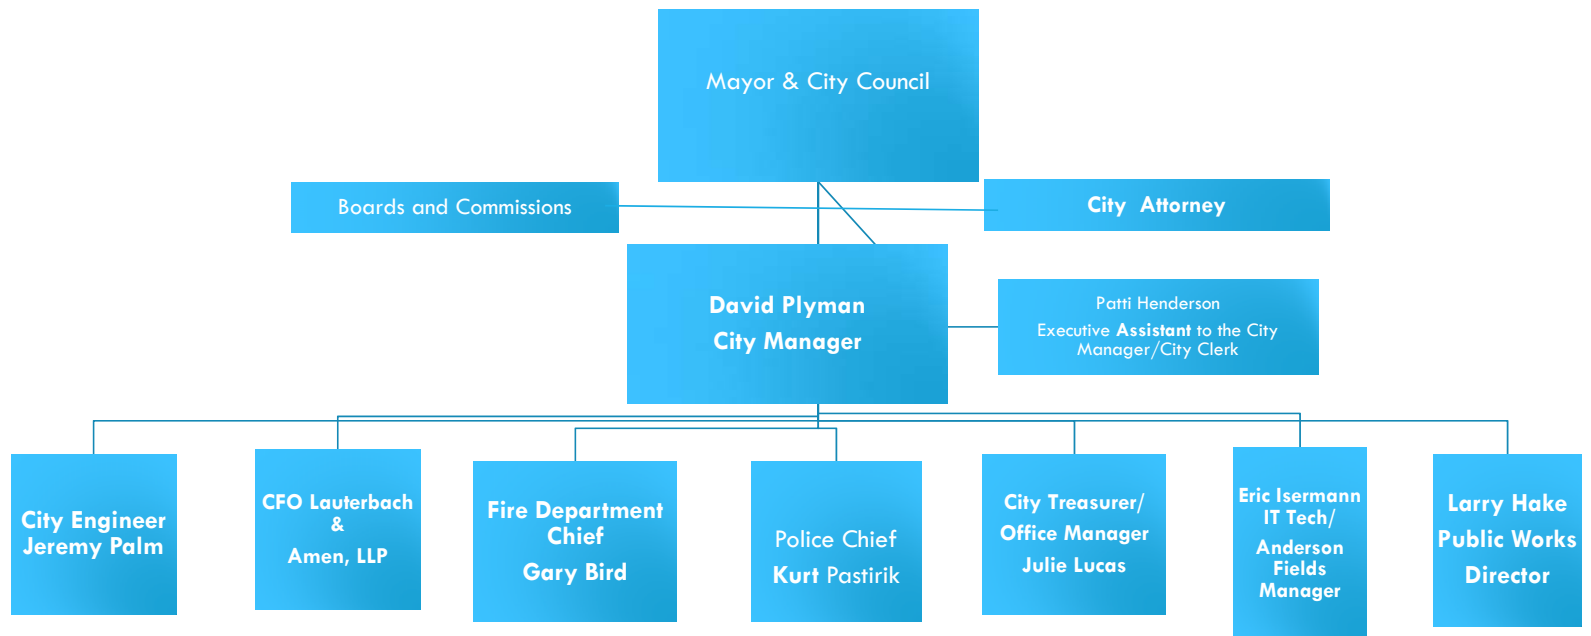 Mayor & City Council
Boards and Commissions
City Attorney
David Plyman
City Manager
Patti Henderson
Executive Assistant to the City
Manager/City Clerk
City Engineer
Jeremy Palm
CFO Lauterbach
&
Amen, LLP
Fire Department
Chief
Gary Bird
Police Chief
Kurt Pastirik
City Treasurer/
Office Manager
Julie Lucas
Eric Isermann
IT Tech/
Anderson
Fields
Manager
Larry Hake
Public Works
Director